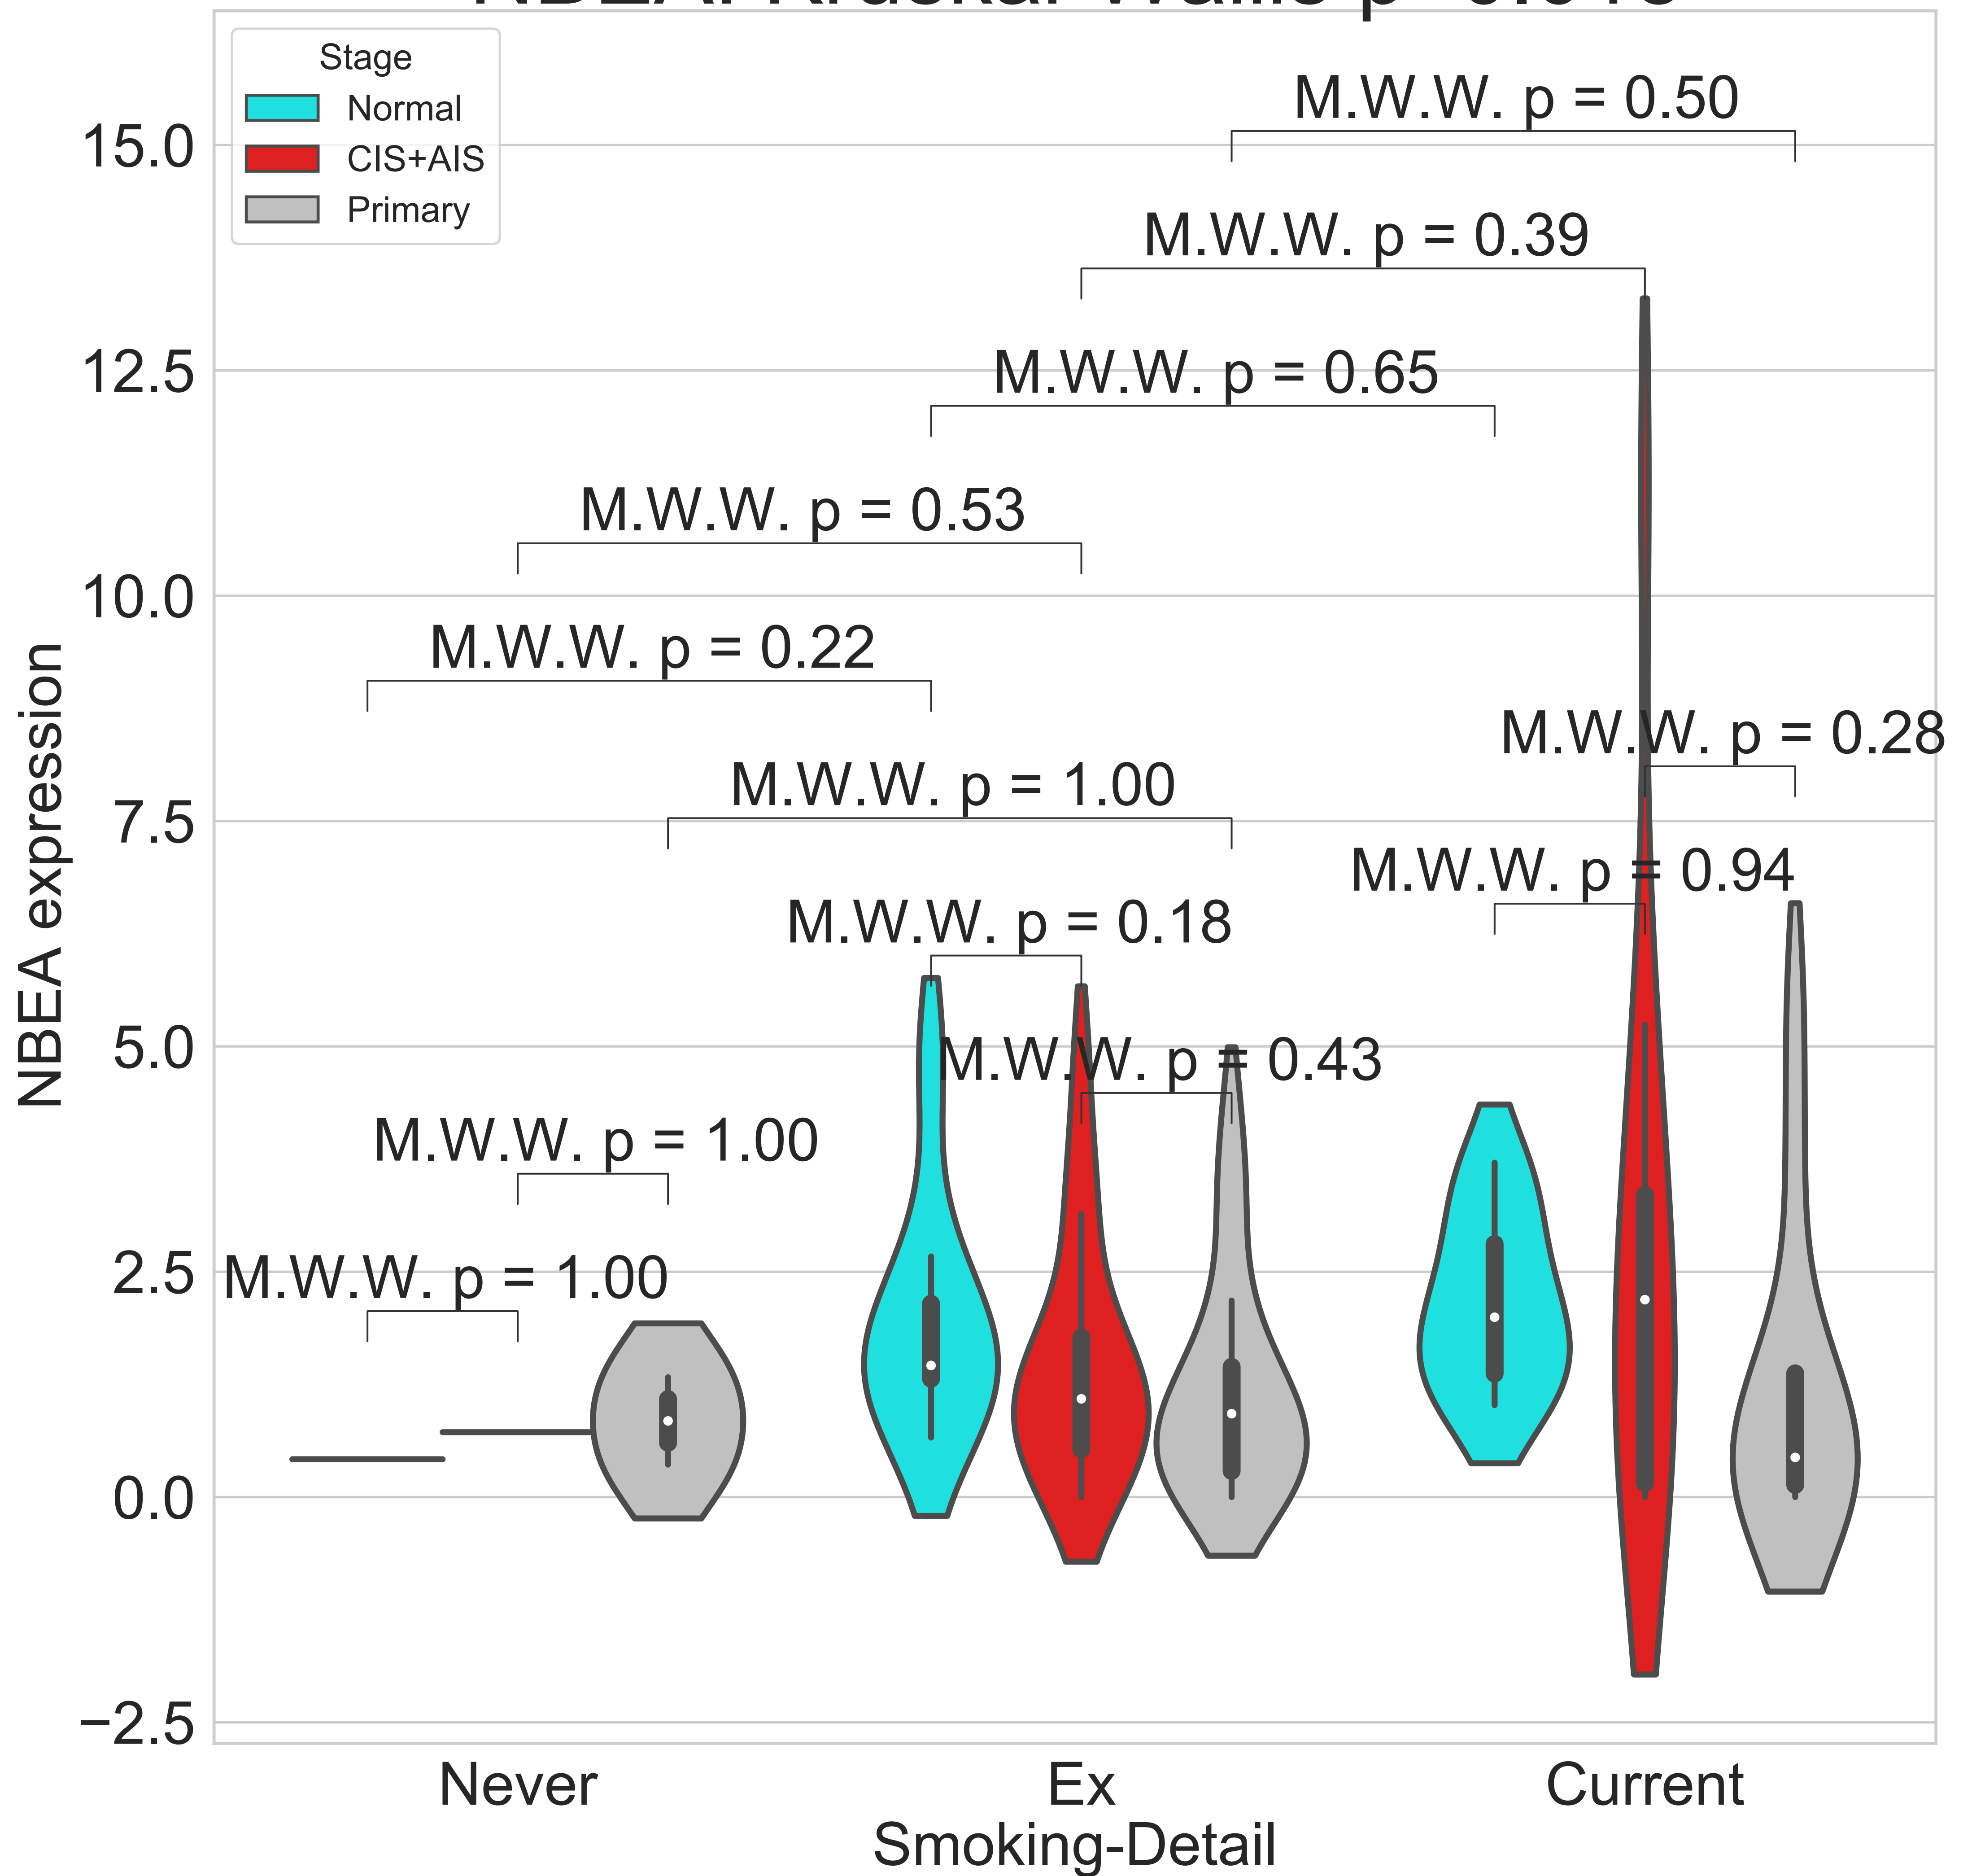 Stage
Normal
CIS+AIS
Primary
M.W.W. p = 0.50
15.0
M.W.W. p = 0.39
M.W.W. p = 0.65
12.5
M.W.W. p = 0.53
10.0
M.W.W. p = 0.22
M.W.W. p = 0.28
M.W.W. p = 1.00
7.5
M.W.W. p = 0.94
M.W.W. p = 0.18
M.W.W. p = 0.43
5.0
M.W.W. p = 1.00
M.W.W. p = 1.00
2.5
0.0
−2.5
NBEA expression
Never
Ex
Current
Smoking-Detail